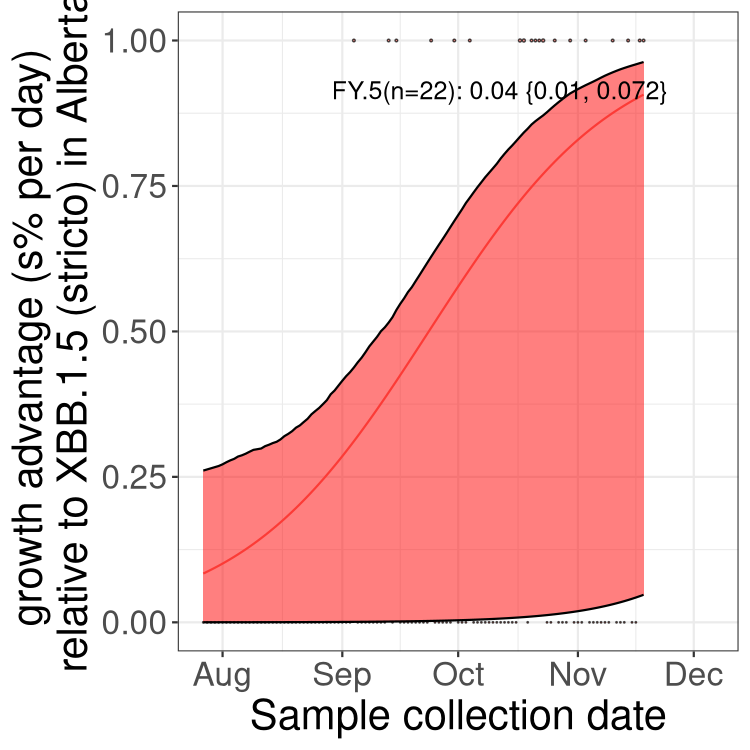 growth advantage (s% per day)
relative to XBB.1.5 (stricto) in Alberta
1.00
0.75
0.50
0.25
0.00
FY.5(n=22): 0.04 {0.01, 0.072}
Aug Sep Oct Nov Dec
Sample collection date